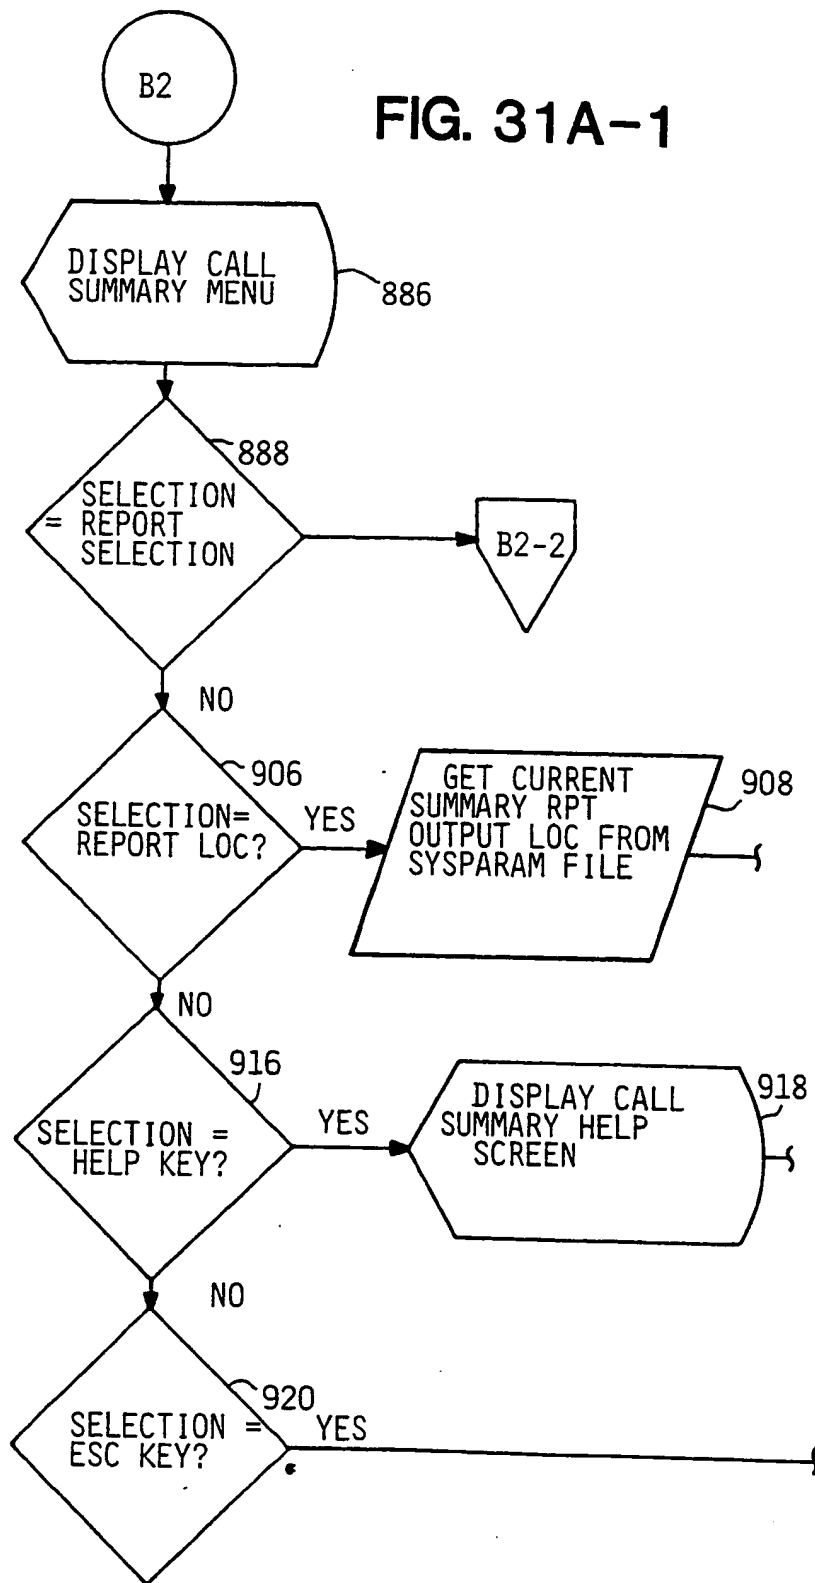 B2
FIG. 31A-1
DISPLAY CALL
SUMMARY MENU
886
888
SELECTION
= REPORT
SELECTION
B2-2
NO
906
SELECTION=
REPORT LOC?
YES
GET CURRENT
SUMMARY RPT
OUTPUT LOC FROM
SYSPARAM FILE
908
NO
916
SELECTION =
HELP KEY?
YES
DISPLAY CALL
SUMMARY HELP
SCREEN
918
NO
920
SELECTION =
ESC KEY?
YES